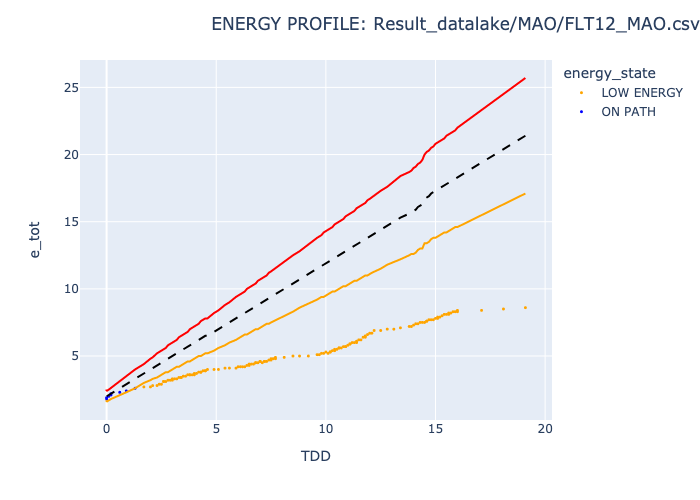 ENERGY PROFILE: Result_datalake/MAO/FLT12_MAO.csv
energy_state
LOW ENERGY
ON PATH
e_tot
25
20
15
10
5
0 5 10 15 20
TDD